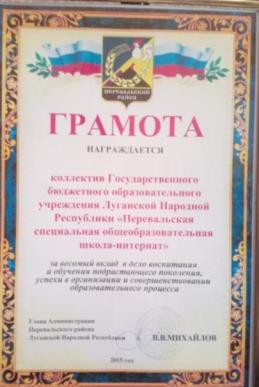 ПЕРЕВАЛЬСКИЙ
РАЙОН
ГРАМОТА
НАГРАЖДАЕТСЯ
коллектив Государственного
бюджетного образовательного
учреждения Луганской Народной
Республики «Перевальская
специальная общеобразовательная
школа-интернат»
за весомый вклад в дело воспитания
и обучения подрастающего поколения,
успехи в организации и совершенствовании
образовательного процесса
Глава Администрации
Перевальского района
Луганской Народной Республики
В.В.МИХАЙЛОВ
2015 год